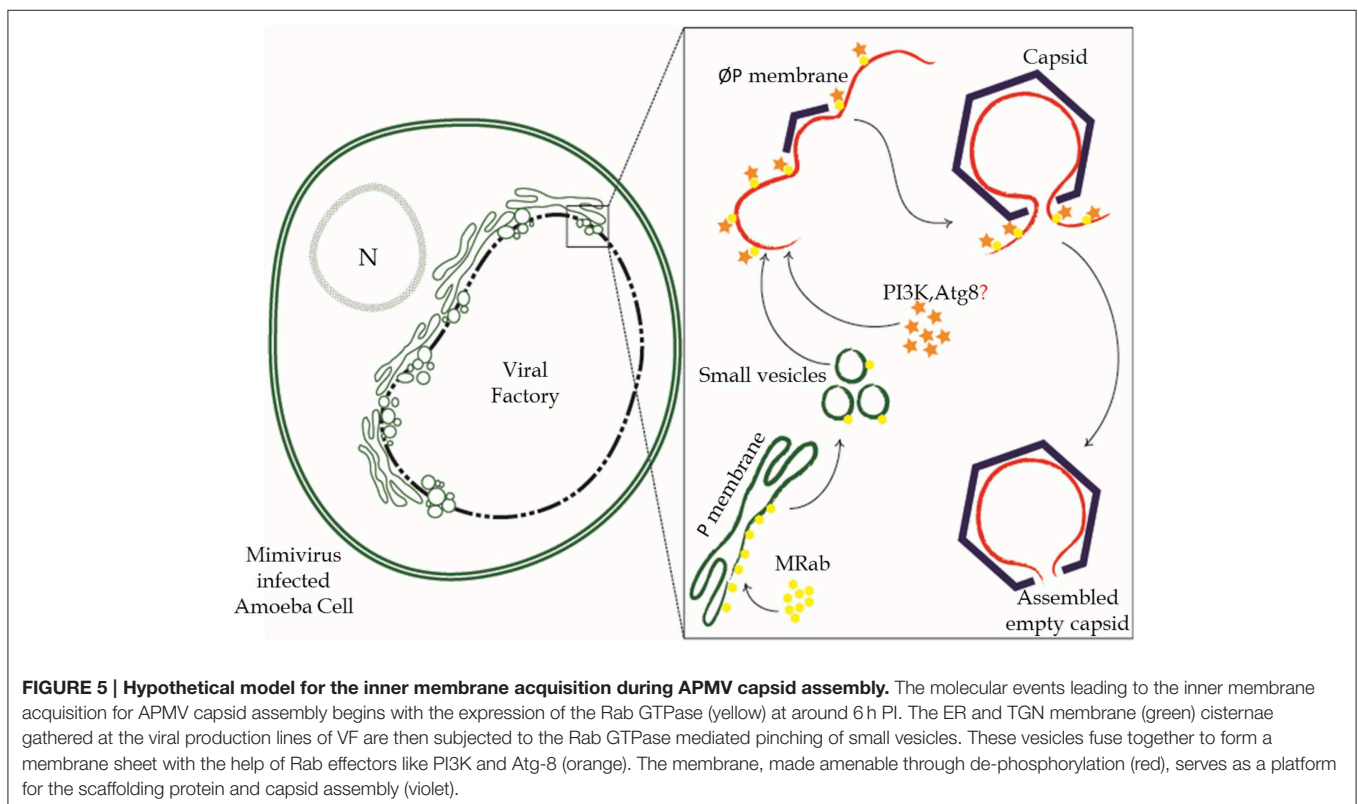 ØP membrane
Capsid
N
PI3K,Atg8?
Viral
Factory
Small vesicles
P membrane
MRab
Mimivirus
infected
Amoeba Cell
Assembled
empty capsid
FIGURE 5 | Hypothetical model for the inner membrane acquisition during APMV capsid assembly. The molecular events leading to the inner membrane
acquisition for APMV capsid assembly begins with the expression of the Rab GTPase (yellow) at around 6 h PI. The ER and TGN membrane (green) cisternae
gathered at the viral production lines of VF are then subjected to the Rab GTPase mediated pinching of small vesicles. These vesicles fuse together to form a
membrane sheet with the help of Rab effectors like PI3K and Atg-8 (orange). The membrane, made amenable through de-phosphorylation (red), serves as a platform
for the scaffolding protein and capsid assembly (violet).